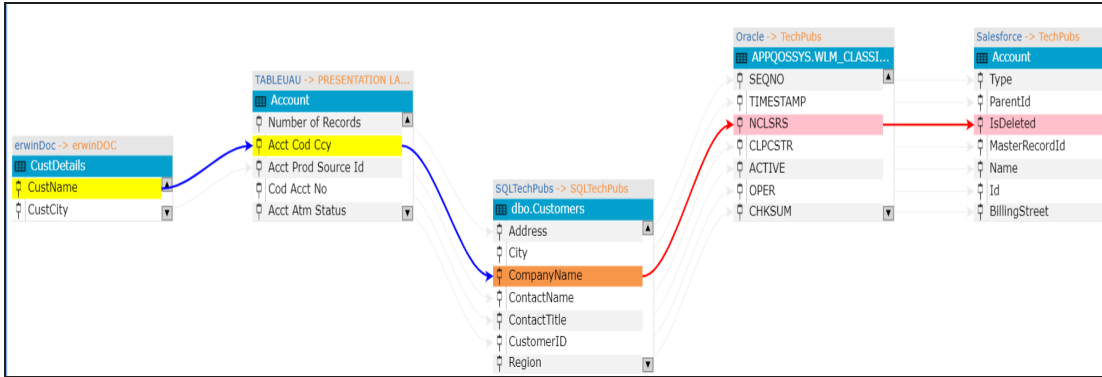 erwinDoc -> erwinDOC
CustDetails
CustName
CustCity
TABLEUAU -> PRESENTATION LA...
Account
Number of Records
Acct Cod Ccy
Acct Prod Source Id
Cod Acct No
Acct Atm Status
SQLTechPubs -> SQLTechPubs
dbo.Customers
Address
City
CompanyName
ContactName
ContactTitle
CustomerID
Region
Oracle -> TechPubs
APPQOSSYS.WLM_CLASSI...
SEQNO
TIMESTAMP
NCLSRS
CLPCSTR
ACTIVE
OPER
CHKSUM
Salesforce -> TechPubs
Account
Type
ParentId
IsDeleted
MasterRecordId
Name
Id
BillingStreet